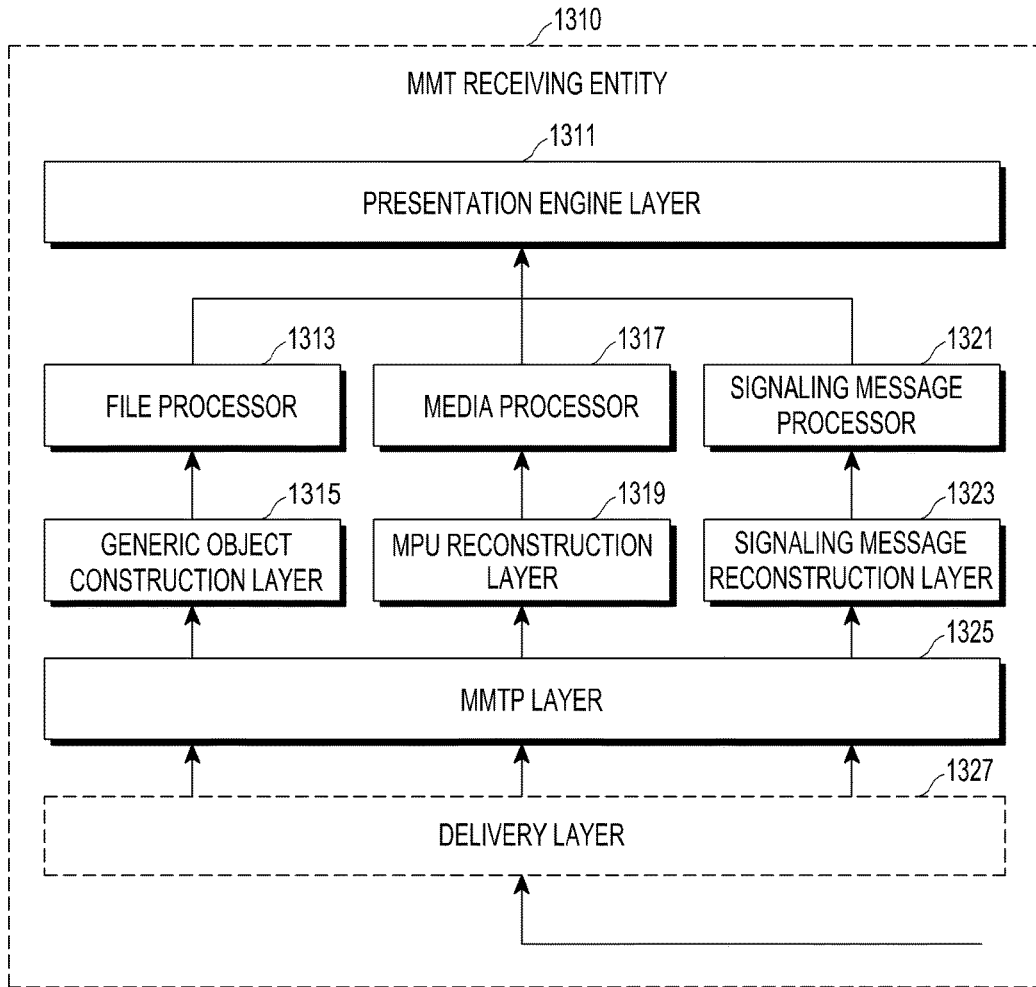 1310
MMT RECEIVING ENTITY
1311
PRESENTATION ENGINE LAYER
1313
1317
1321
FILE PROCESSOR
MEDIA PROCESSOR
SIGNALING MESSAGE
PROCESSOR
1315
1319
1323
GENERIC OBJECT
CONSTRUCTION LAYER
MPU RECONSTRUCTION
LAYER
SIGNALING MESSAGE
RECONSTRUCTION LAYER
1325
MMTP LAYER
1327
DELIVERY LAYER